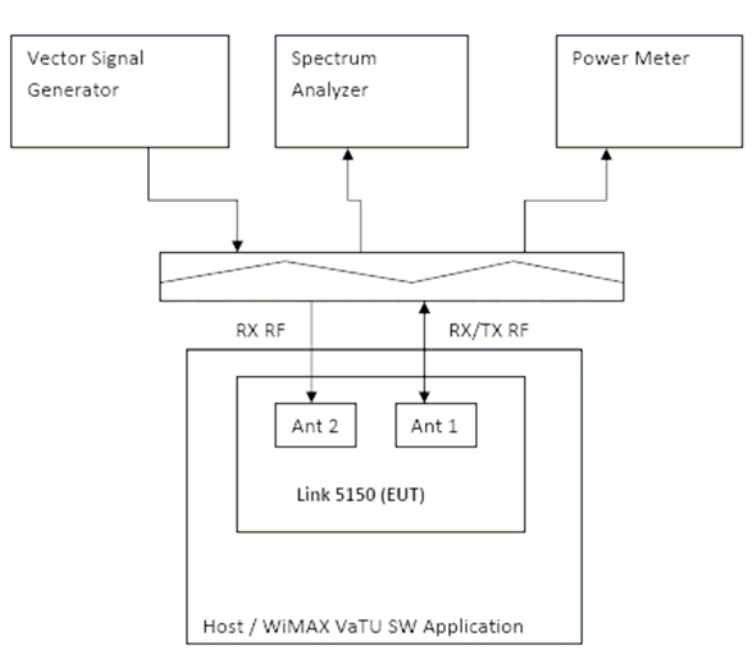 Vector Signal
Generator
Spectrum
Analyzer
Power Meter
RX RF
RX/TX RF
Ant 2
Ant 1
Link 5150 (EUT)
Host / WiMAX VaTU SW Application